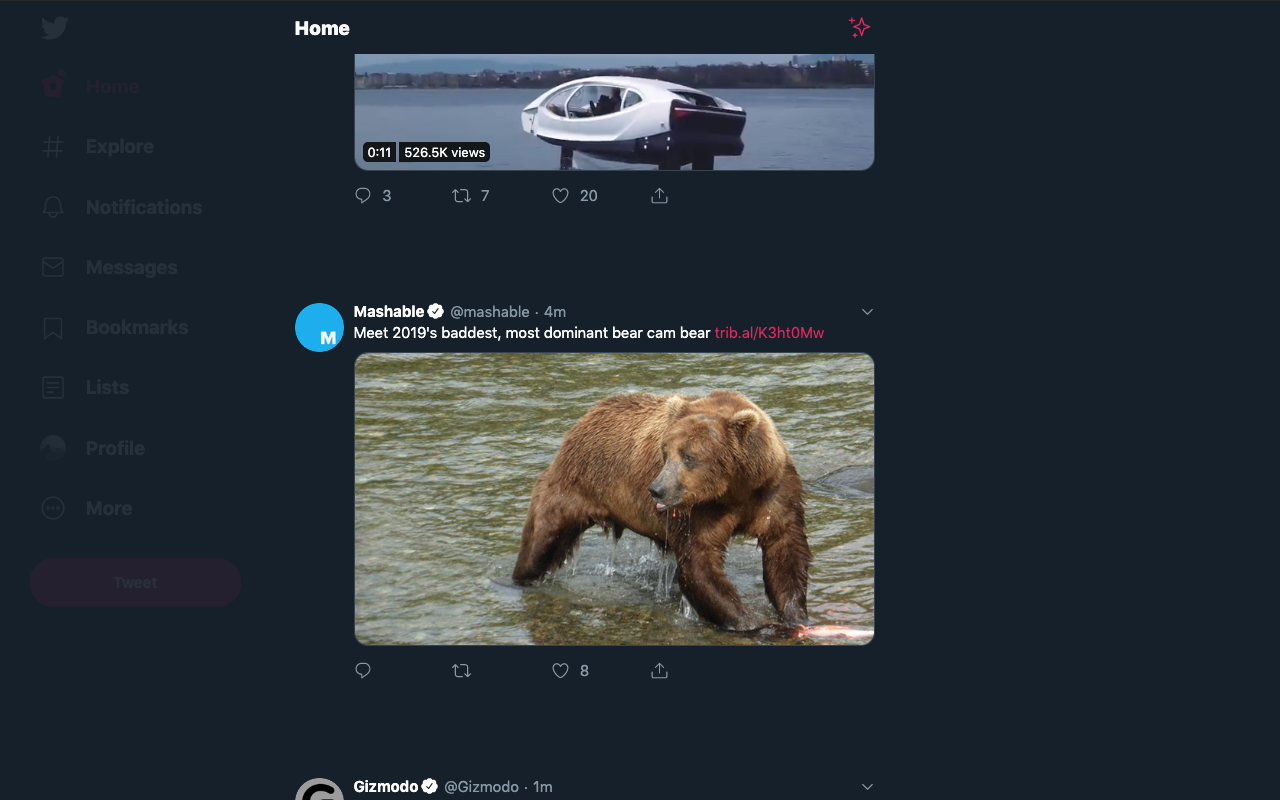 Home
Home
Explore
Notifications
Messages
Bookmarks
Lists
Profile
More
Tweet
0:11 526.5K views
3 7 20
M
Mashable @mashable · 4m
Meet 2019's baddest, most dominant bear cam bear trib.al/K3ht0Mw
8
G
Gizmodo @Gizmodo · 1m